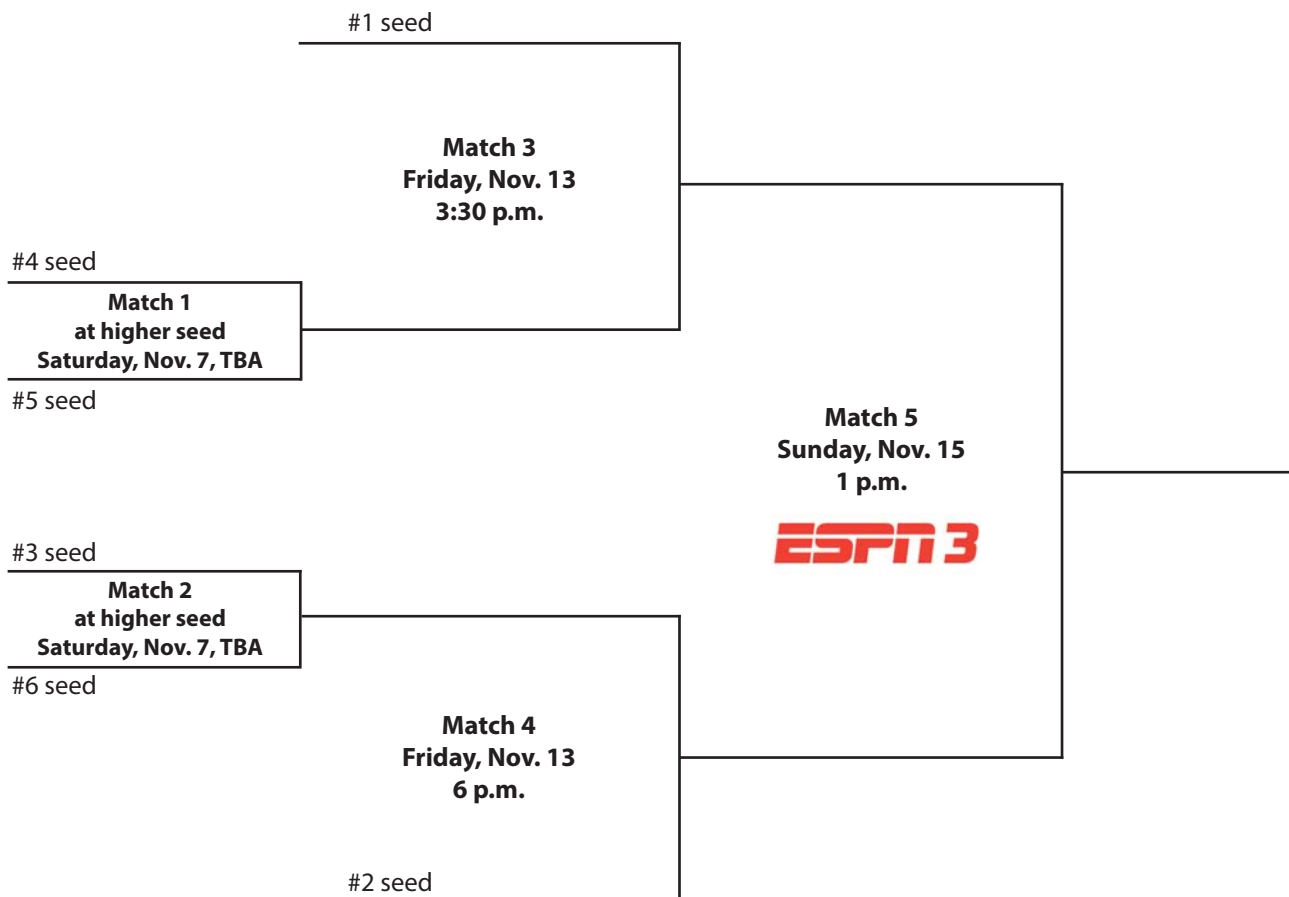 #1 seed
Match 3
Friday, Nov. 13
3:30 p.m.
#4 seed
Match 1
at higher seed
Saturday, Nov. 7, TBA
#5 seed
Match 5
Sunday, Nov. 15
1 p.m.
ESPN 3
#3 seed
Match 2
at higher seed
Saturday, Nov. 7, TBA
#6 seed
Match 4
Friday, Nov. 13
6 p.m.
#2 seed